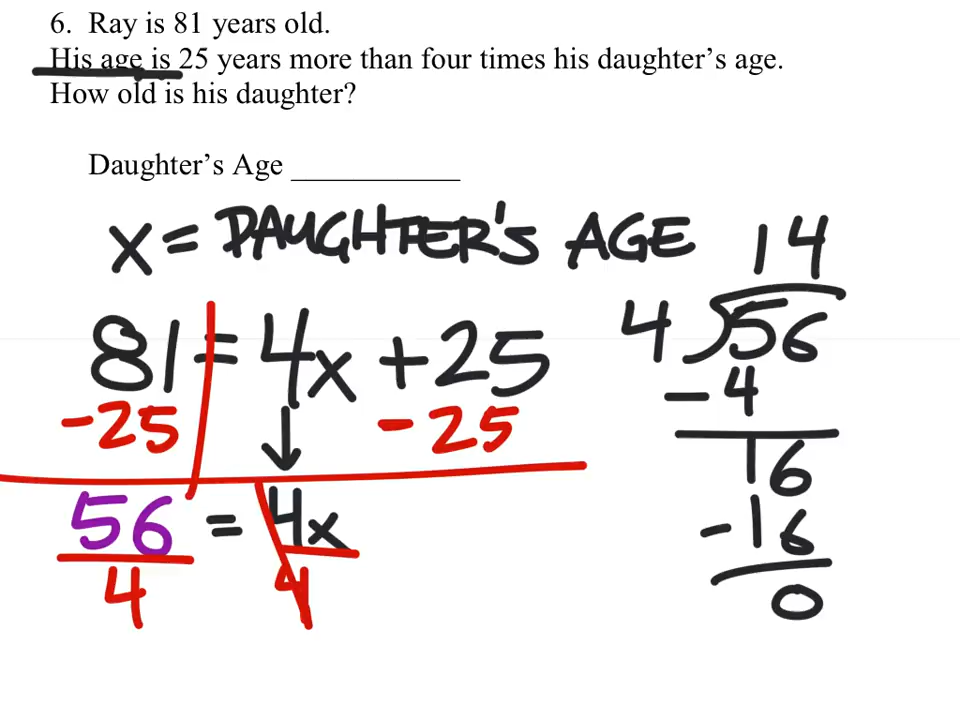 6. Ray is 81 years old.
His age is 25 years more than four times his daughter's age.
How old is his daughter?
Daughter's Age ___________
x = DAUGHTER'S AGE
81 = 4x + 25
-25 -25
56 = 4x
4 4
14
4 56
-4
16
-16
0